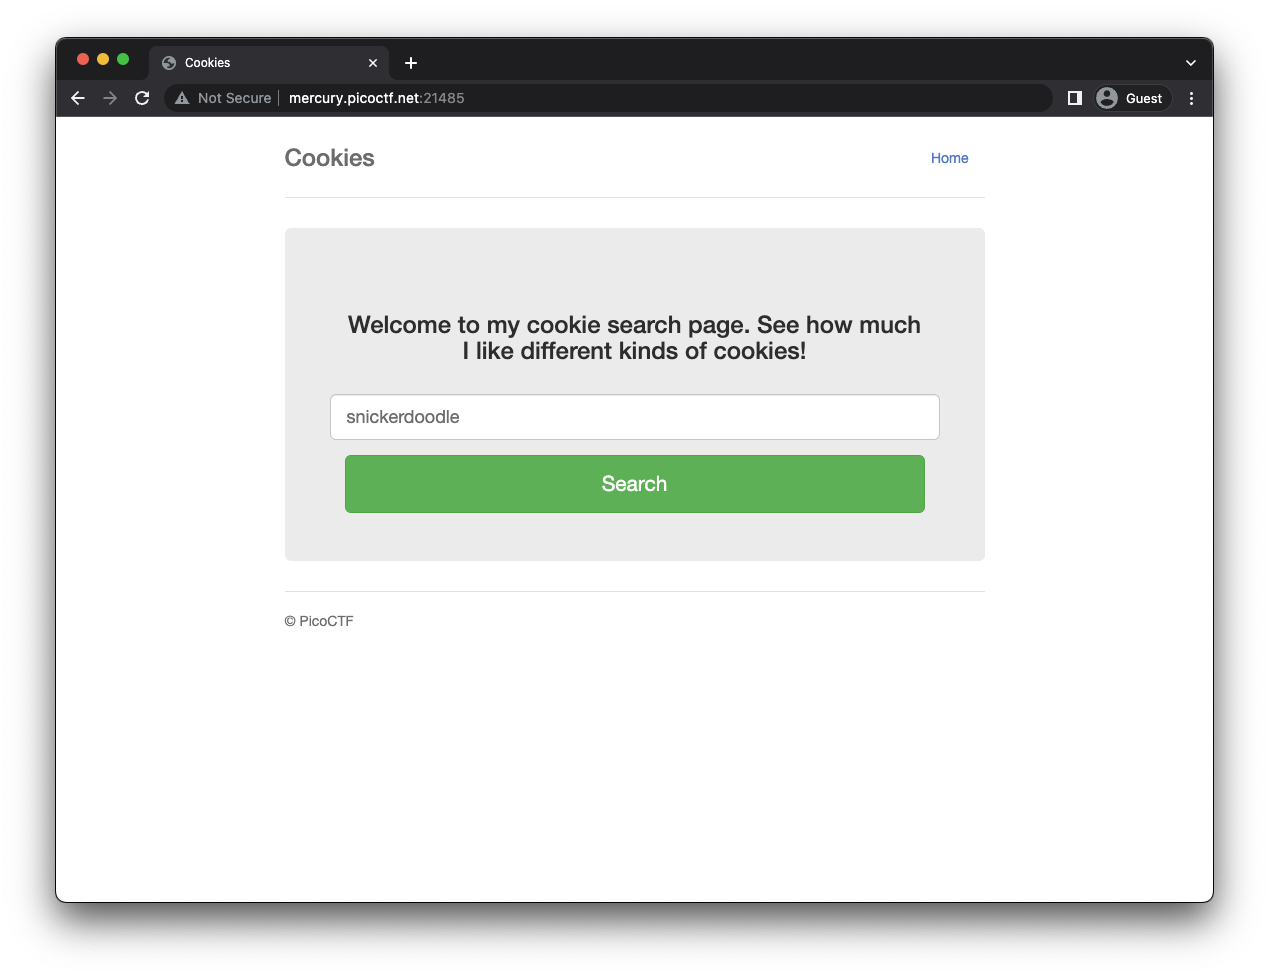 Cookies
Not Secure mercury.picoctf.net:21485
Guest
Cookies
Home
Welcome to my cookie search page. See how much
I like different kinds of cookies!
snickerdoodle
Search
© PicoCTF